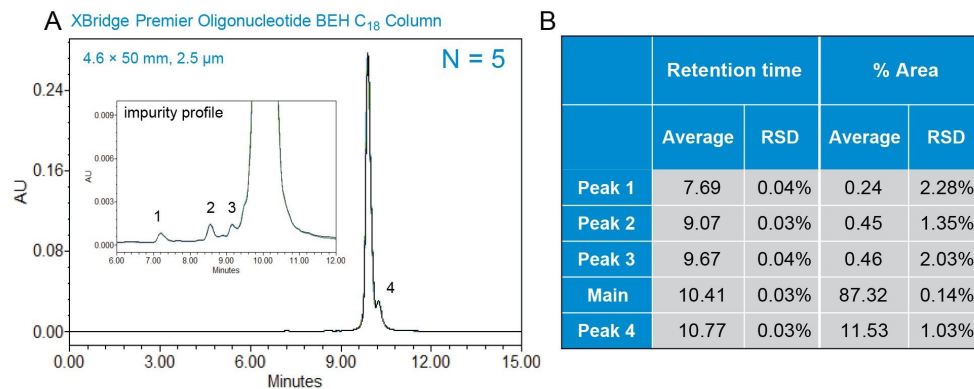 A XBridge Premier Oligonucleotide BEH C18 Column
4.6 × 50 mm, 2.5 µm
N = 5
impurity profile
AU
0.009
0.006
0.003
0.000
1
2
3
6.00 7.00 8.00 9.00 10.00 11.00 12.00
Minutes
4
AU
0.24
0.16
0.08
0.00
0.00 3.00 6.00 9.00 12.00 15.00
Minutes
B
Retention time % Area
Average RSD Average RSD
Peak 1 7.69 0.04% 0.24 2.28%
Peak 2 9.07 0.03% 0.45 1.35%
Peak 3 9.67 0.04% 0.46 2.03%
Main 10.41 0.03% 87.32 0.14%
Peak 4 10.77 0.03% 11.53 1.03%